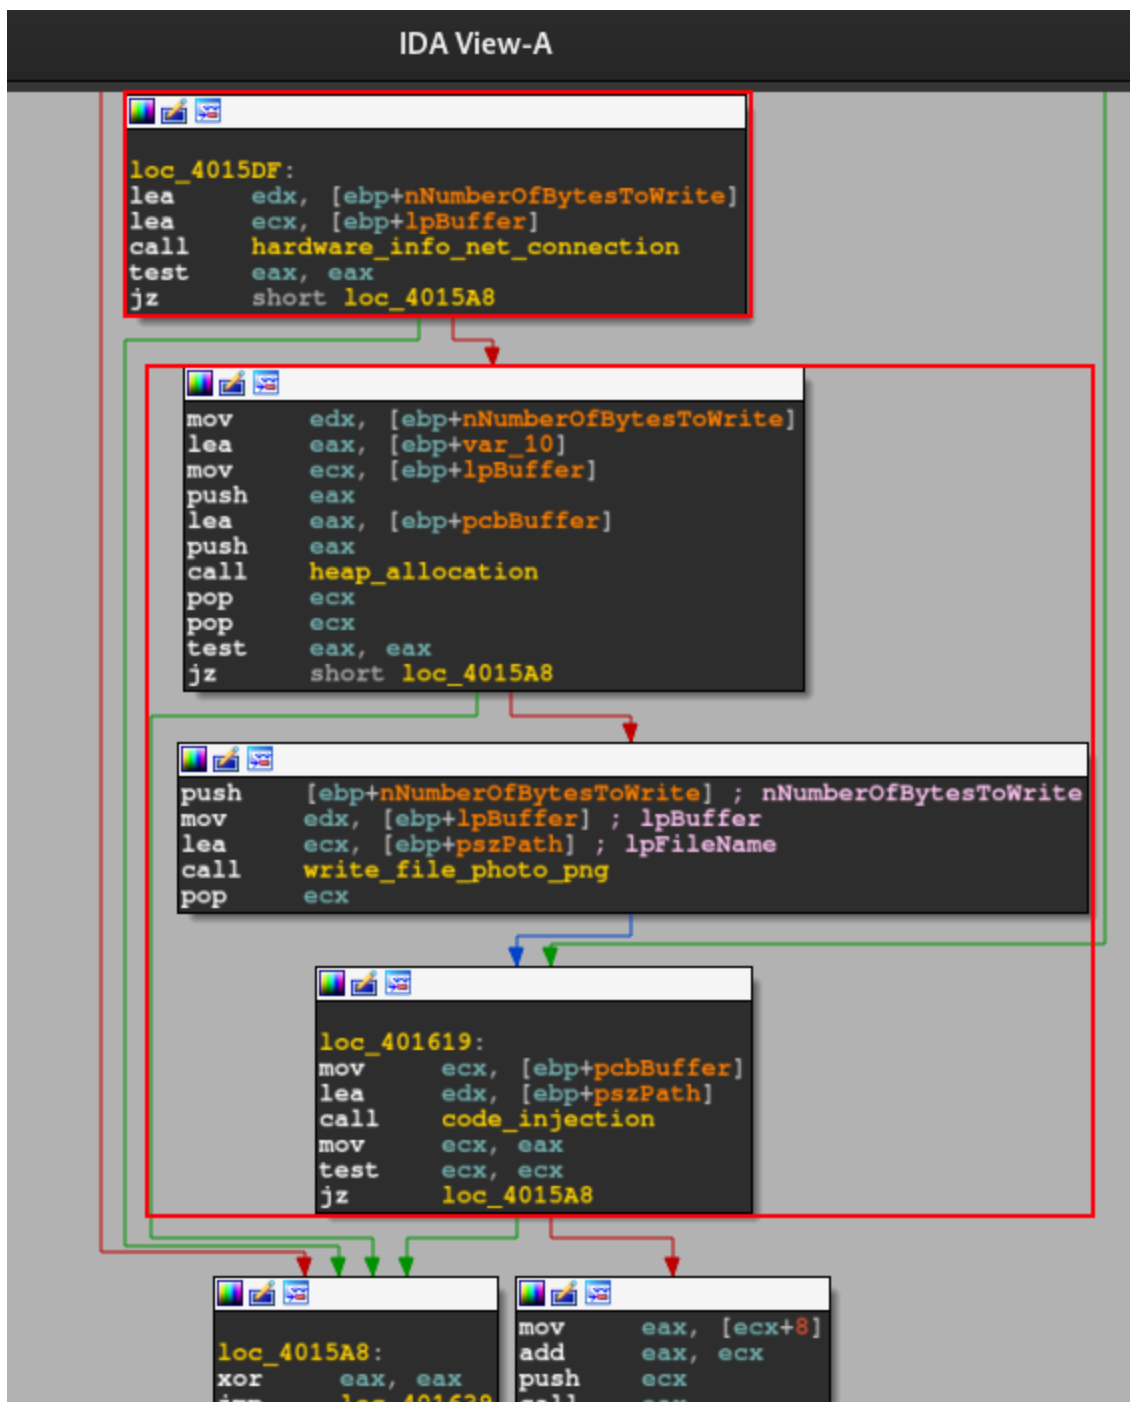 IDA View-A
loc_4015DF:
lea edx, [ebp+nNumberOfBytesToWrite]
lea ecx, [ebp+lpBuffer]
call hardware_info_net_connection
test eax, eax
jz short loc_4015A8
mov edx, [ebp+nNumberOfBytesToWrite]
lea eax, [ebp+var_10]
mov ecx, [ebp+lpBuffer]
push eax
lea eax, [ebp+pcbBuffer]
push eax
call heap_allocation
pop ecx
pop ecx
test eax, eax
jz short loc_4015A8
push [ebp+nNumberOfBytesToWrite] ; nNumberOfBytesToWrite
mov edx, [ebp+lpBuffer] ; lpBuffer
lea ecx, [ebp+pszPath] ; lpFileName
call write_file_photo_png
pop ecx
loc_401619:
mov ecx, [ebp+pcbBuffer]
lea edx, [ebp+pszPath]
call code_injection
mov ecx, eax
test ecx, ecx
jz loc_4015A8
loc_4015A8:
xor eax, eax
mov eax, [ecx+8]
add eax, ecx
push ecx